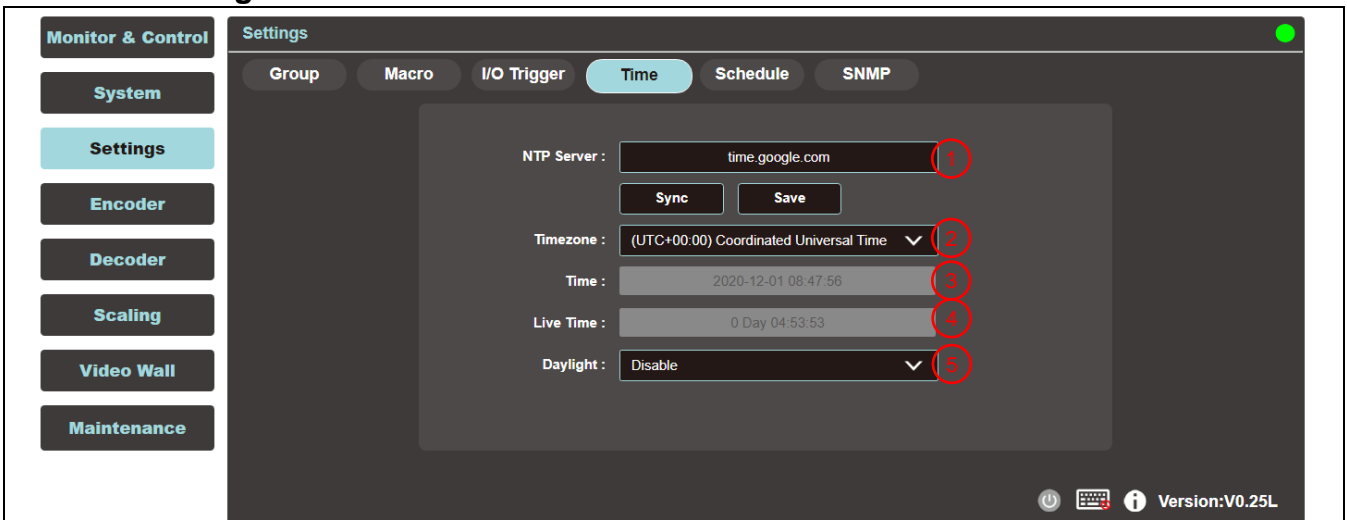 Monitor & Control
System
Settings
Encoder
Decoder
Scaling
Video Wall
Maintenance
Settings
Group Macro I/O Trigger Time Schedule SNMP
NTP Server : time.google.com 1
Sync Save
Timezone : (UTC+00:00) Coordinated Universal Time 2
Time : 2020-12-01 08:47:56 3
Live Time : 0 Day 04:53:53 4
Daylight : Disable 5
Version:V0.25L